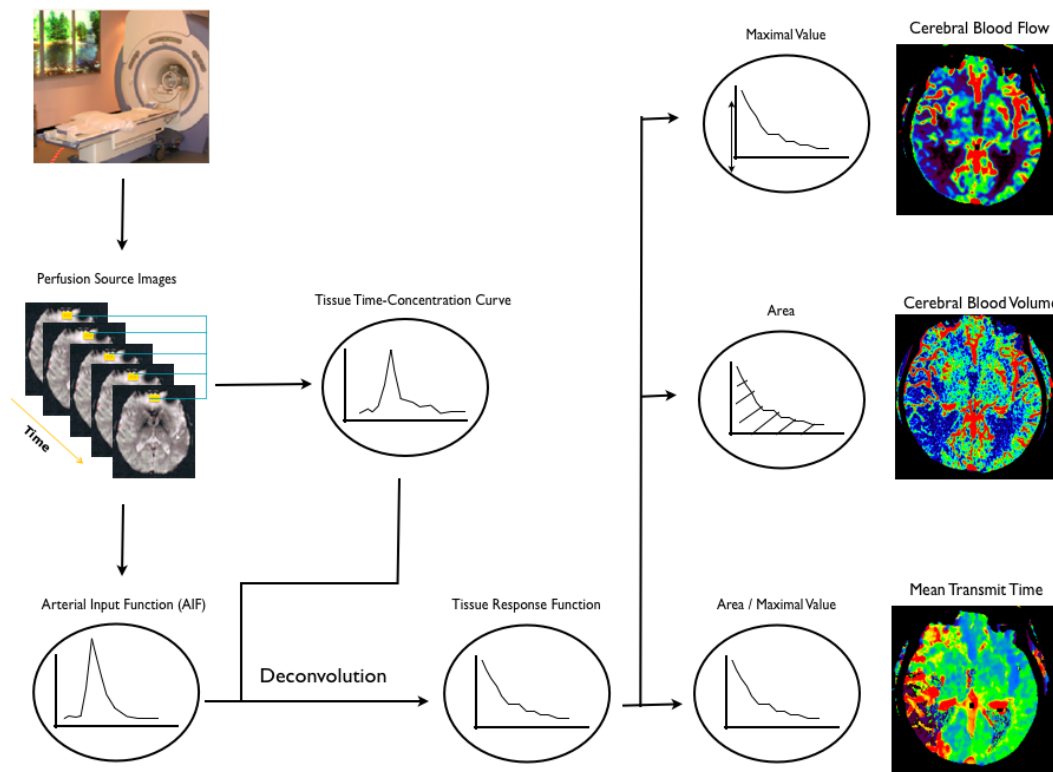 Cerebral Blood Flow
Maximal Value
Perfusion Source Images
Tissue Time-Concentration Curve
Area
Cerebral Blood Volume
Time
Arterial Input Function (AIF)
Tissue Response Function
Area / Maximal Value
Mean Transmit Time
Deconvolution